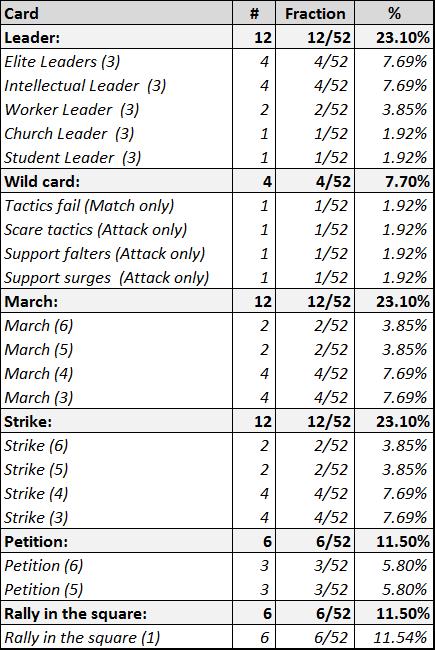 Card # Fraction %
Leader: 12 12/52 23.10%
Elite Leaders (3) 4 4/52 7.69%
Intellectual Leader (3) 4 4/52 7.69%
Worker Leader (3) 2 2/52 3.85%
Church Leader (3) 1 1/52 1.92%
Student Leader (3) 1 1/52 1.92%
Wild card: 4 4/52 7.70%
Tactics fail (Match only) 1 1/52 1.92%
Scare tactics (Attack only) 1 1/52 1.92%
Support falters (Attack only) 1 1/52 1.92%
Support surges (Attack only) 1 1/52 1.92%
March: 12 12/52 23.10%
March (6) 2 2/52 3.85%
March (5) 2 2/52 3.85%
March (4) 4 4/52 7.69%
March (3) 4 4/52 7.69%
Strike: 12 12/52 23.10%
Strike (6) 2 2/52 3.85%
Strike (5) 2 2/52 3.85%
Strike (4) 4 4/52 7.69%
Strike (3) 4 4/52 7.69%
Petition: 6 6/52 11.50%
Petition (6) 3 3/52 5.80%
Petition (5) 3 3/52 5.80%
Rally in the square: 6 6/52 11.50%
Rally in the square (1) 6 6/52 11.54%